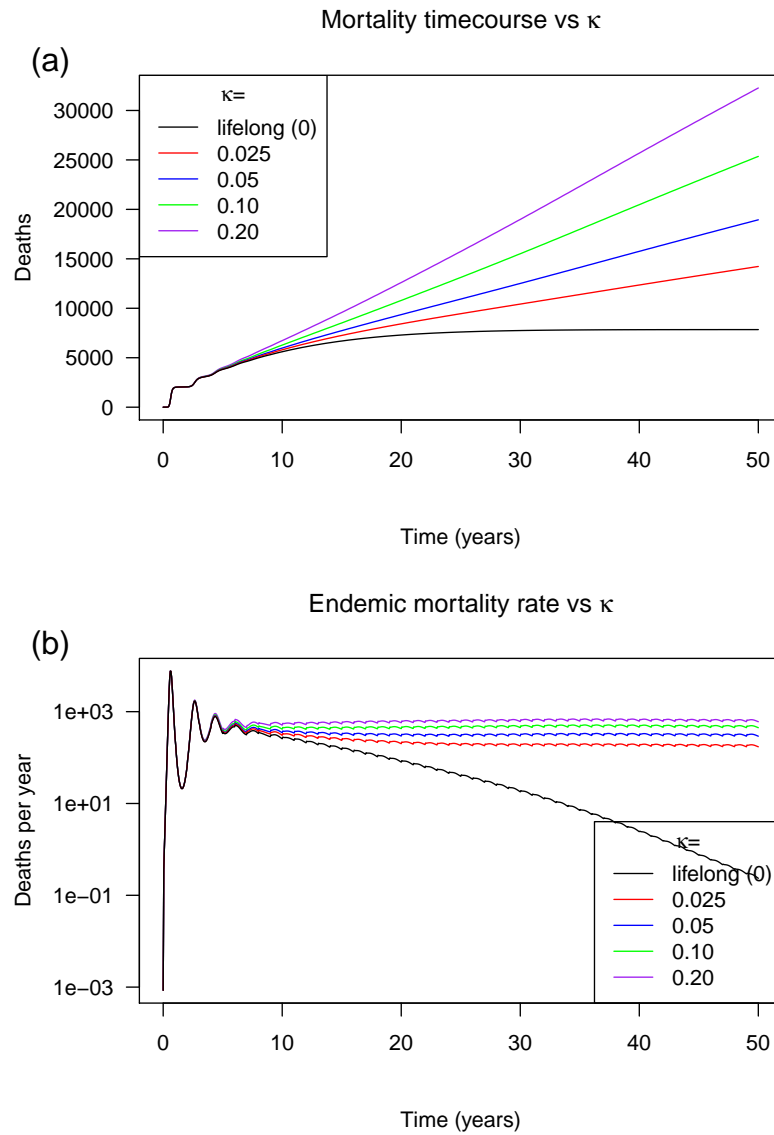 Mortality timecourse vs κ
(a)
κ=
lifelong (0)
0.025
0.05
0.10
0.20
30000
25000
20000
15000
10000
5000
0
Deaths
0 10 20 30 40 50
Time (years)
Endemic mortality rate vs κ
(b)
1e+03
1e+01
1e−01
1e−03
Deaths per year
κ=
lifelong (0)
0.025
0.05
0.10
0.20
0 10 20 30 40 50
Time (years)